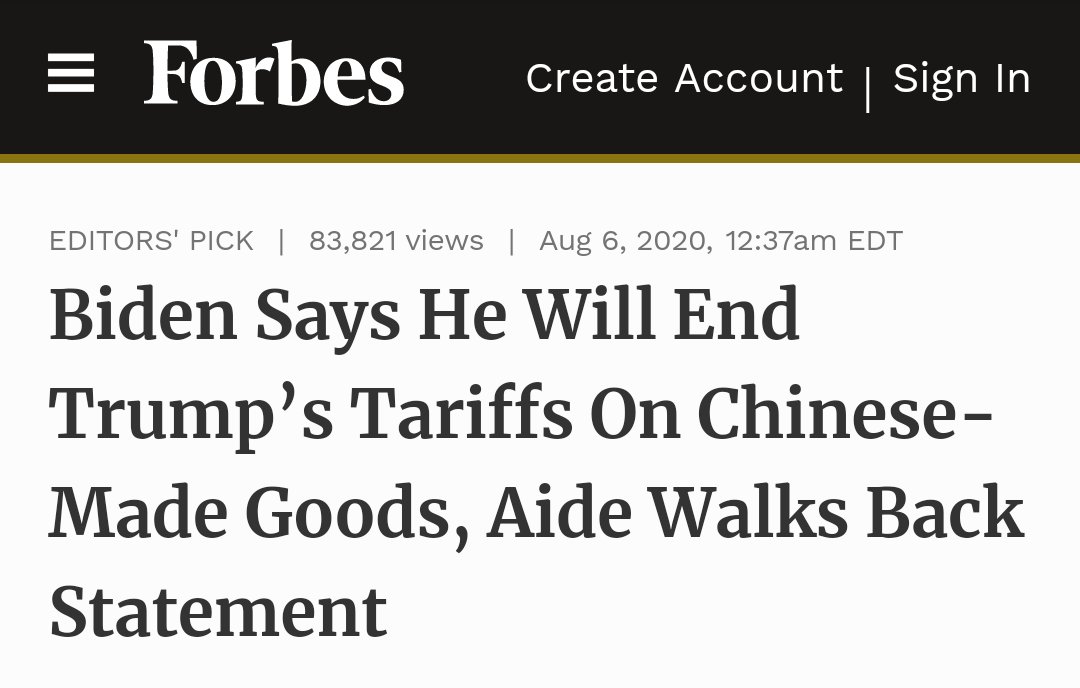 Forbes Create Account | Sign In
EDITORS' PICK | 83,821 views | Aug 6, 2020, 12:37am EDT
Biden Says He Will End
Trump’s Tariffs On Chinese-
Made Goods, Aide Walks Back
Statement